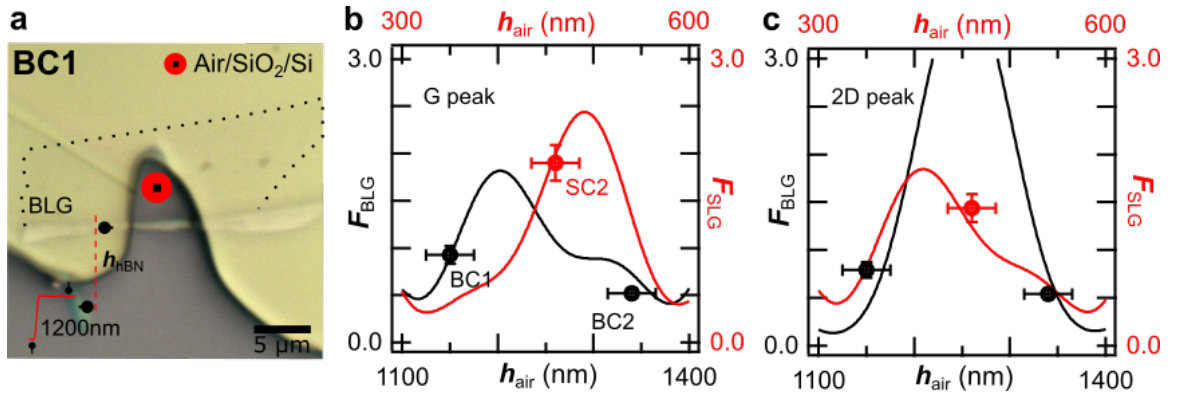 a
BC1
Air/SiO₂/Si
BLG
hhBN
1200nm
5 μm
b
300
hair (nm)
600
3.0
3.0
G peak
FBLG
FSLG
SC2
BC1
BC2
0.0
0.0
1100
hair (nm)
1400
c
300
hair (nm)
600
3.0
3.0
2D peak
FBLG
FSLG
0.0
0.0
1100
hair (nm)
1400